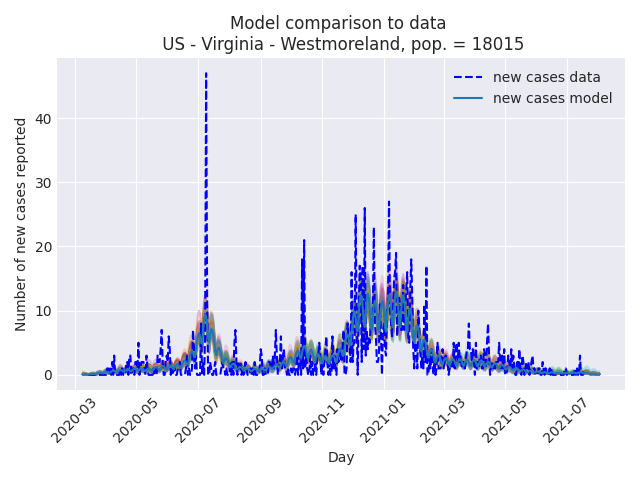 Model comparison to data
US - Virginia - Westmoreland, pop. = 18015
new cases data
new cases model
Number of new cases reported
40
30
20
10
0
2020-03
2020-05
2020-07
2020-09
2020-11
2021-01
2021-03
2021-05
2021-07
Day